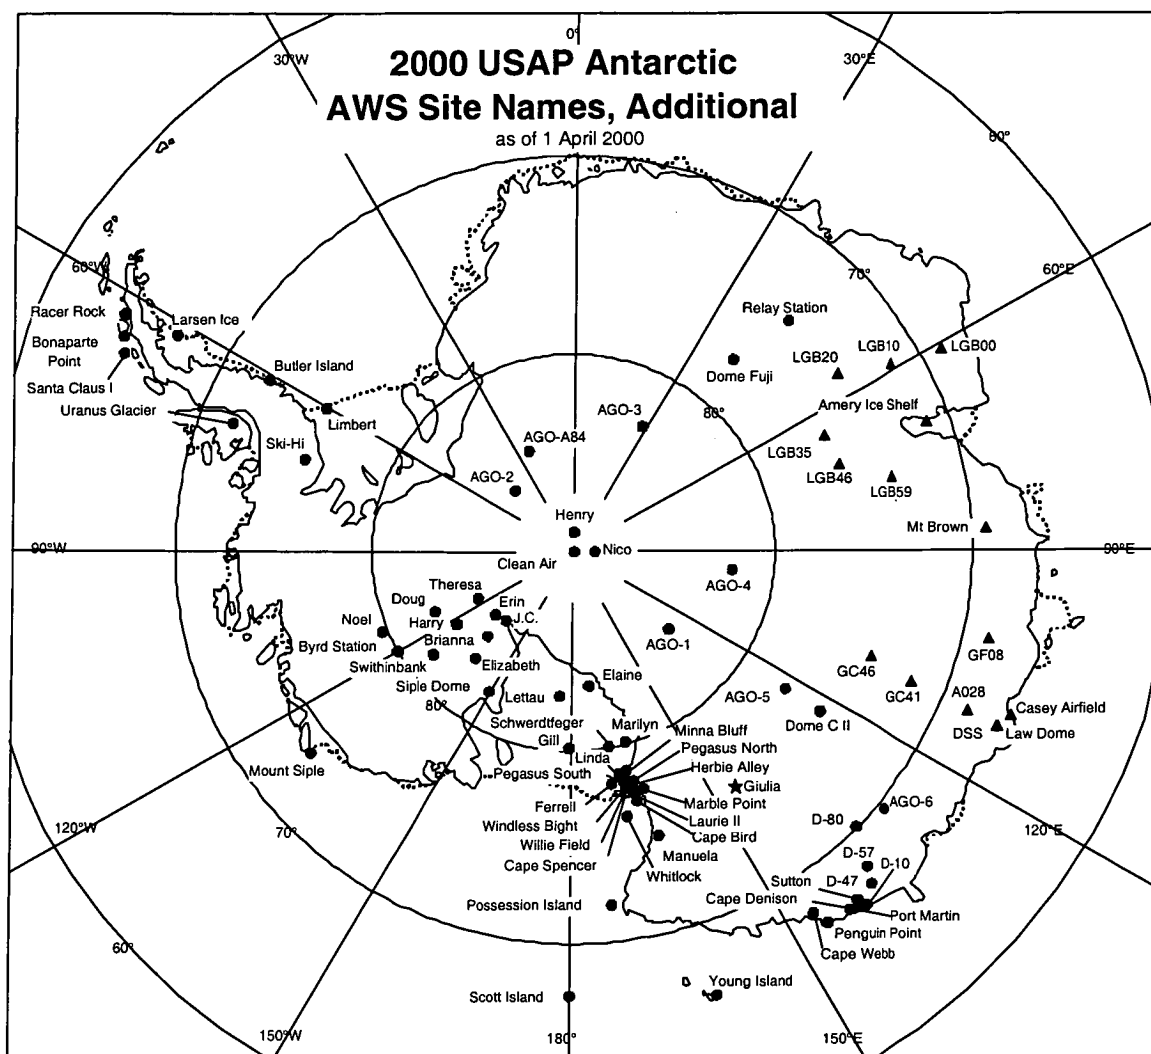 0°
30°W
30°E
2000 USAP Antarctic
AWS Site Names, Additional
as of 1 April 2000
60°
60°W
60°E
70°
Racer Rock
Larsen Ice
Relay Station
Bonaparte
Point
LGB20
LGB10
LGB00
Santa Claus I
Butler Island
Dome Fuji
Uranus Glacier
Limbert
AGO-3
80°
Amery Ice Shelf
Ski-Hi
AGO-A84
LGB35
LGB46
LGB59
AGO-2
Henry
Mt Brown
90°W
Clean Air
Nico
90°E
AGO-4
Theresa
Doug
Erin
Noel
Harry
J.C.
Byrd Station
Brianna
AGO-1
GF08
Swithinbank
Elizabeth
GC46
Siple Dome
Elaine
GC41
80°
Lettau
AGO-5
A028
Casey Airfield
Schwerdtfeger
Marilyn
Dome C II
DSS
Law Dome
Gill
Linda
Minna Bluff
Pegasus North
Mount Siple
Pegasus South
Herbie Alley
Giulia
Ferrell
Marble Point
AGO-6
120°W
Windless Bight
Laurie II
D-80
120°E
70°
Willie Field
Cape Bird
Cape Spencer
Manuela
D-57
D-10
Whitlock
Sutton
D-47
Possession Island
Cape Denison
Port Martin
Penguin Point
60°
Cape Webb
Scott Island
Young Island
150°W
180°
150°E